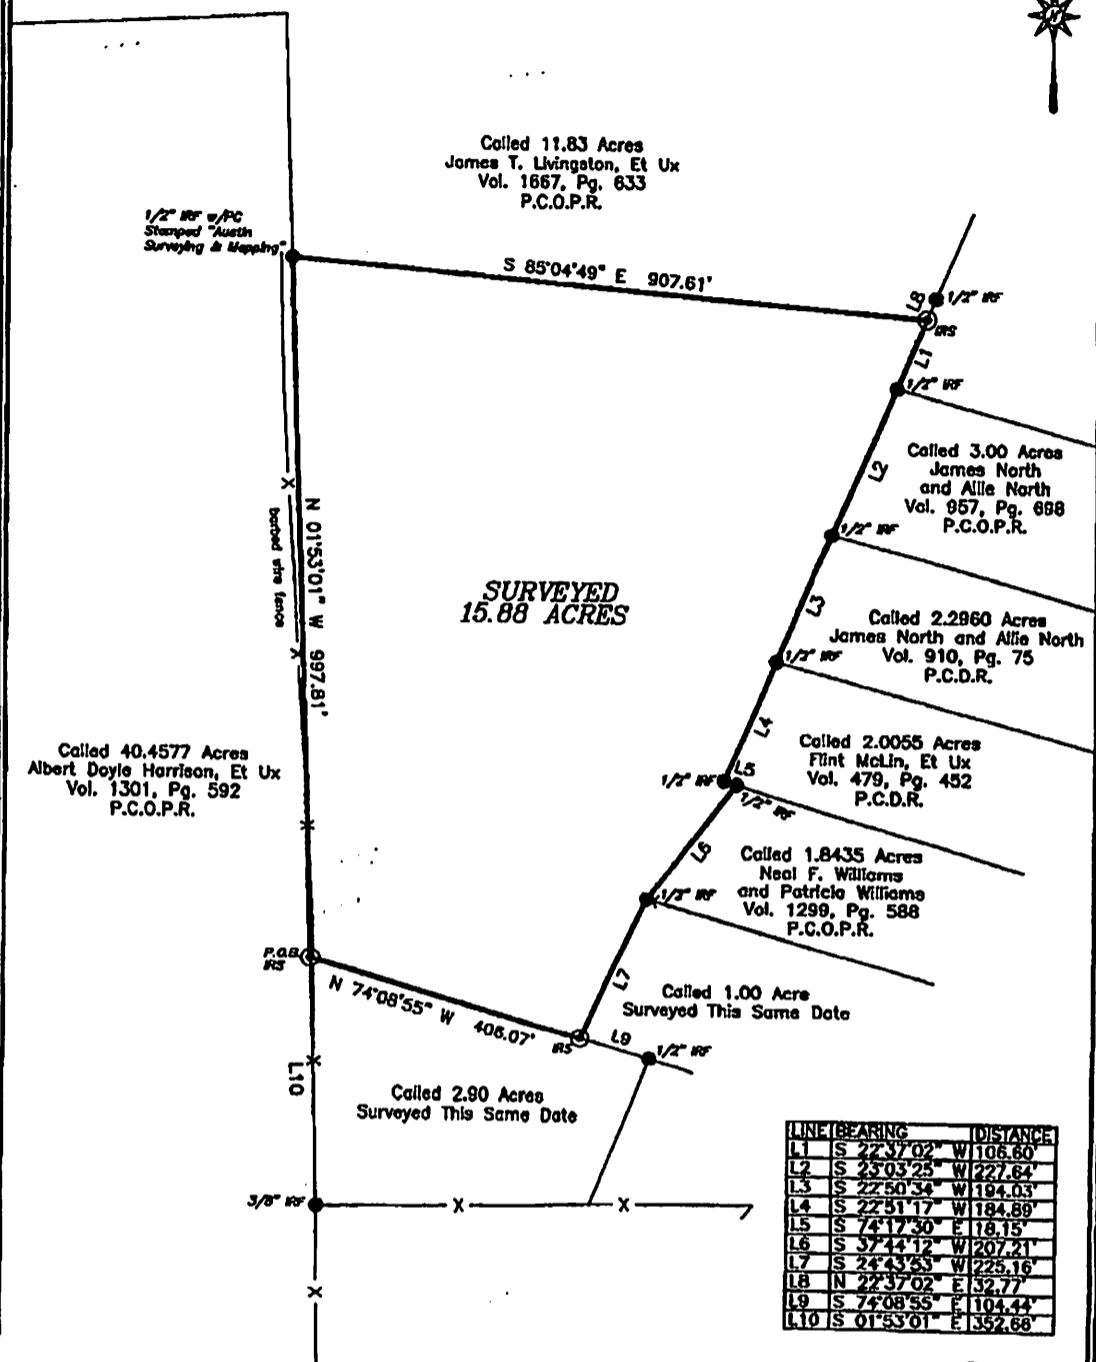 N
Called 11.83 Acres
James T. Livingston, Et Ux
Vol. 1667, Pg. 633
P.C.O.P.R.
1/2" IRF w/PC
Stamped "Austin
Surveying & Mapping"
S 85°04'49" E 907.61'
L8
1/2" IRF
IRS
L1
1/2" IRF
Called 3.00 Acres
James North
and Allie North
Vol. 957, Pg. 698
P.C.O.P.R.
L2
1/2" IRF
N 01°53'01" W 997.81'
barbed wire fence
SURVEYED
15.88 ACRES
L3
Called 2.2960 Acres
James North and Allie North
Vol. 910, Pg. 75
P.C.D.R.
1/2" IRF
L4
Called 2.0055 Acres
Flint McLin, Et Ux
Vol. 479, Pg. 452
P.C.D.R.
Called 40.4577 Acres
Albert Doyle Harrison, Et Ux
Vol. 1301, Pg. 592
P.C.O.P.R.
1/2" IRF
L5
1/2" IRF
L6
Called 1.8435 Acres
Neal F. Williams
and Patricia Williams
Vol. 1299, Pg. 588
P.C.O.P.R.
1/2" IRF
P.O.B.
IRS
N 74°08'55" W 406.07'
L7
Called 1.00 Acre
Surveyed This Same Date
IRS
L9
1/2" IRF
L10
Called 2.90 Acres
Surveyed This Same Date
3/8" IRF
LINE BEARING DISTANCE
L1 S 22°37'02" W 106.60'
L2 S 23°03'25" W 227.64'
L3 S 22°50'34" W 194.03'
L4 S 22°51'17" W 184.89'
L5 S 74°17'30" E 18.15'
L6 S 37°44'12" W 207.21'
L7 S 24°43'53" W 225.16'
L8 N 22°37'02" E 32.77'
L9 S 74°08'55" E 104.44'
L10 S 01°53'01" E 352.66'